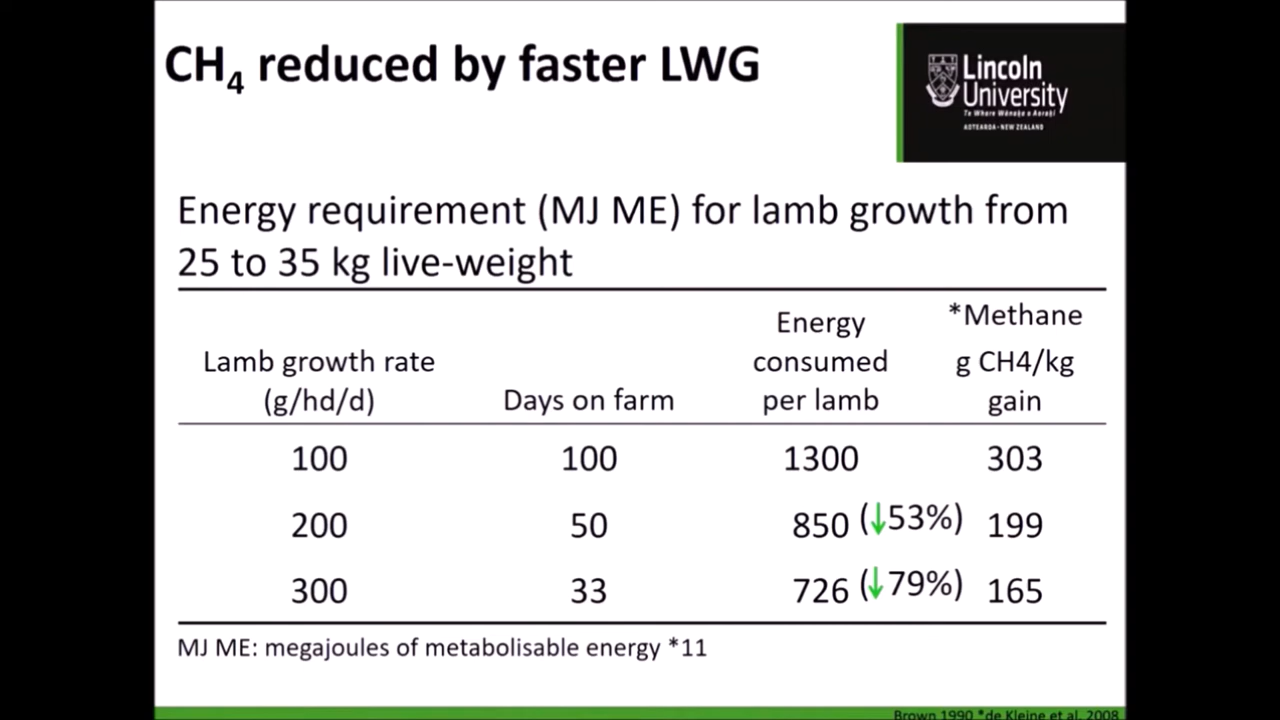 CH4 reduced by faster LWG
Lincoln
University
Te Whare Wānaka o Aoraki
AOTEAROA • NEW ZEALAND
Energy requirement (MJ ME) for lamb growth from
25 to 35 kg live-weight
Lamb growth rate
(g/hd/d)
Days on farm
Energy
consumed
per lamb
*Methane
g CH4/kg
gain
100 100 1300 303
200 50 850 (↓53%) 199
300 33 726 (↓79%) 165
MJ ME: megajoules of metabolisable energy *11
Brown 1990 *de Kleine et al. 2008